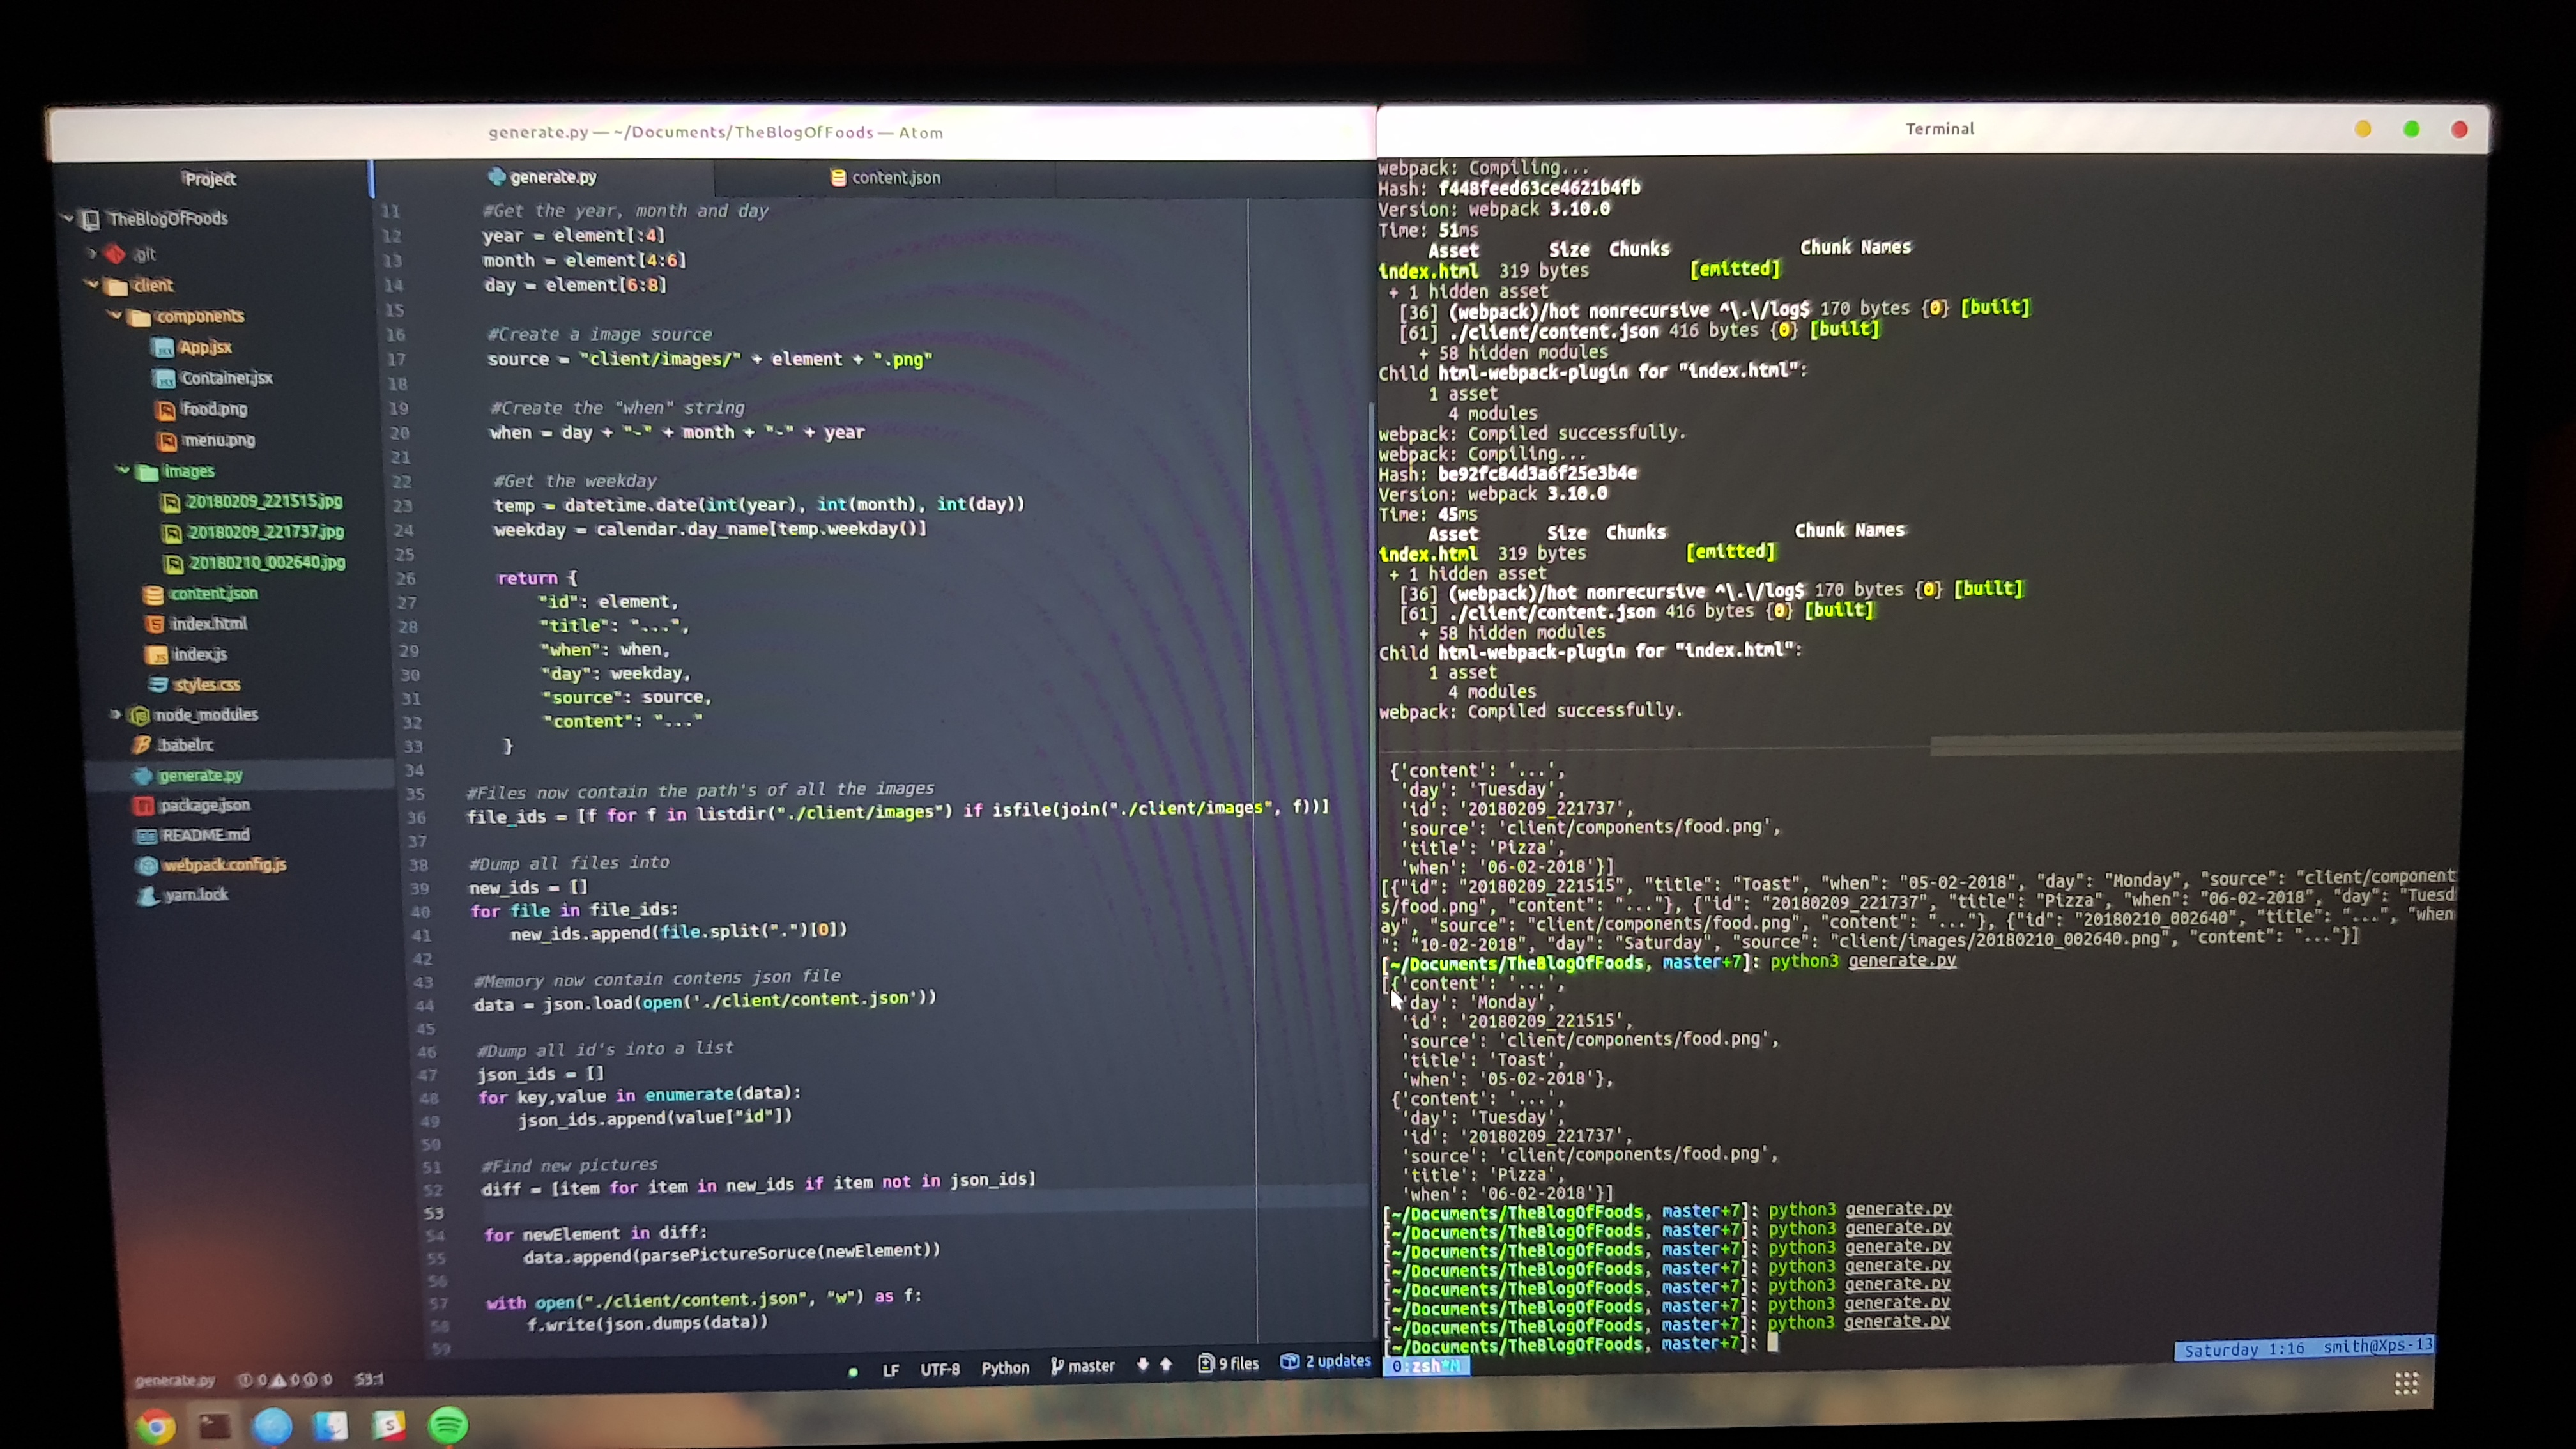 generate.py — ~/Documents/TheBlogOfFoods — Atom
Project
TheBlogOfFoods
.git
client
components
App.jsx
Container.jsx
food.png
menu.png
images
20180209_221515.jpg
20180209_221737.jpg
20180210_002640.jpg
content.json
index.html
index.js
styles.css
node_modules
.babelrc
generate.py
package.json
README.md
webpack.config.js
yarn.lock
generate.py
content.json
11 #Get the year, month and day
12 year = element[:4]
13 month = element[4:6]
14 day = element[6:8]
15
16 #Create a image source
17 source = "client/images/" + element + ".png"
18
19 #Create the "when" string
20 when = day + "-" + month + "-" + year
21
22 #Get the weekday
23 temp = datetime.date(int(year), int(month), int(day))
24 weekday = calendar.day_name[temp.weekday()]
25
26 return {
27 "id": element,
28 "title": "...",
29 "when": when,
30 "day": weekday,
31 "source": source,
32 "content": "..."
33 }
34
35 #Files now contain the path's of all the images
36 file_ids = [f for f in listdir("./client/images") if isfile(join("./client/images", f))]
37
38 #Dump all files into
39 new_ids = []
40 for file in file_ids:
41 new_ids.append(file.split(".")[0])
42
43 #Memory now contain contens json file
44 data = json.load(open('./client/content.json'))
45
46 #Dump all id's into a list
47 json_ids = []
48 for key,value in enumerate(data):
49 json_ids.append(value["id"])
50
51 #Find new pictures
52 diff = [item for item in new_ids if item not in json_ids]
53
54 for newElement in diff:
55 data.append(parsePictureSoruce(newElement))
56
57 with open("./client/content.json", "w") as f:
58 f.write(json.dumps(data))
59
generate.py 0 0 0 53:1
LF UTF-8 Python master 9 files 2 updates
Terminal
webpack: Compiling...
Hash: f448feed63ce4621b4fb
Version: webpack 3.10.0
Time: 51ms
Asset Size Chunks Chunk Names
index.html 319 bytes [emitted]
+ 1 hidden asset
[36] (webpack)/hot nonrecursive ^\.\/log$ 170 bytes {0} [built]
[61] ./client/content.json 416 bytes {0} [built]
+ 58 hidden modules
Child html-webpack-plugin for "index.html":
1 asset
4 modules
webpack: Compiled successfully.
webpack: Compiling...
Hash: be92fc84d3a6f25e3b4e
Version: webpack 3.10.0
Time: 45ms
Asset Size Chunks Chunk Names
index.html 319 bytes [emitted]
+ 1 hidden asset
[36] (webpack)/hot nonrecursive ^\.\/log$ 170 bytes {0} [built]
[61] ./client/content.json 416 bytes {0} [built]
+ 58 hidden modules
Child html-webpack-plugin for "index.html":
1 asset
4 modules
webpack: Compiled successfully.
{'content': '...',
'day': 'Tuesday',
'id': '20180209_221737',
'source': 'client/components/food.png',
'title': 'Pizza',
'when': '06-02-2018'}]
[{"id": "20180209_221515", "title": "Toast", "when": "05-02-2018", "day": "Monday", "source": "client/component
s/food.png", "content": "..."}, {"id": "20180209_221737", "title": "Pizza", "when": "06-02-2018", "day": "Tuesd
ay", "source": "client/components/food.png", "content": "..."}, {"id": "20180210_002640", "title": "...", "when
": "10-02-2018", "day": "Saturday", "source": "client/images/20180210_002640.png", "content": "..."}]
[~/Documents/TheBlogOfFoods, master+7]: python3 generate.py
[{'content': '...',
'day': 'Monday',
'id': '20180209_221515',
'source': 'client/components/food.png',
'title': 'Toast',
'when': '05-02-2018'},
{'content': '...',
'day': 'Tuesday',
'id': '20180209_221737',
'source': 'client/components/food.png',
'title': 'Pizza',
'when': '06-02-2018'}]
[~/Documents/TheBlogOfFoods, master+7]: python3 generate.py
[~/Documents/TheBlogOfFoods, master+7]: python3 generate.py
[~/Documents/TheBlogOfFoods, master+7]: python3 generate.py
[~/Documents/TheBlogOfFoods, master+7]: python3 generate.py
[~/Documents/TheBlogOfFoods, master+7]: python3 generate.py
[~/Documents/TheBlogOfFoods, master+7]: python3 generate.py
[~/Documents/TheBlogOfFoods, master+7]: python3 generate.py
[~/Documents/TheBlogOfFoods, master+7]:
0:zsh*M
Saturday 1:16 smith@Xps-13